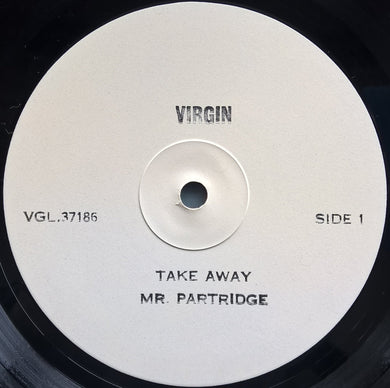 VIRGIN
VGL.37186
SIDE 1
TAKE AWAY
MR. PARTRIDGE